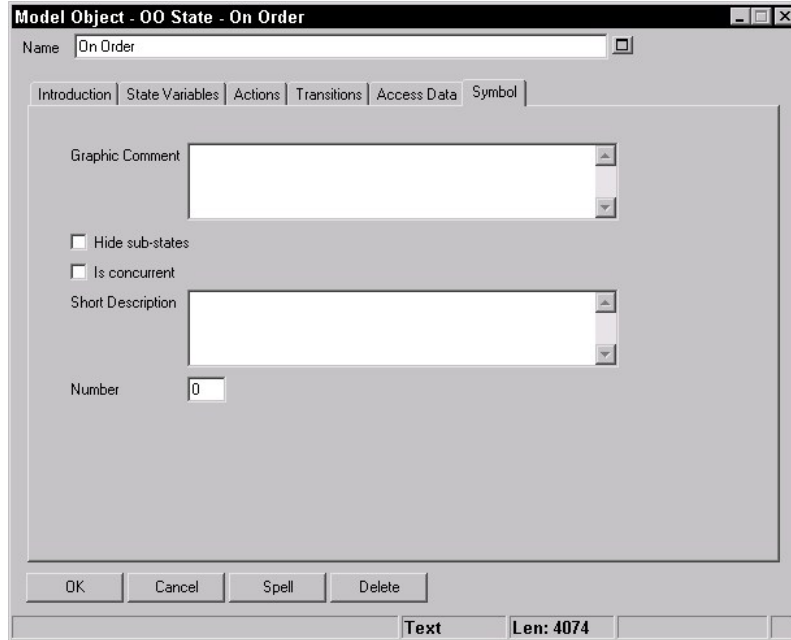 Model Object - OO State - On Order
Name On Order
Introduction State Variables Actions Transitions Access Data Symbol
Graphic Comment
Hide sub-states
Is concurrent
Short Description
Number 0
OK Cancel Spell Delete
Text Len: 4074